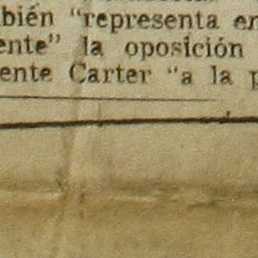 bién “representa en
ente” la oposición
ente Carter “a la p